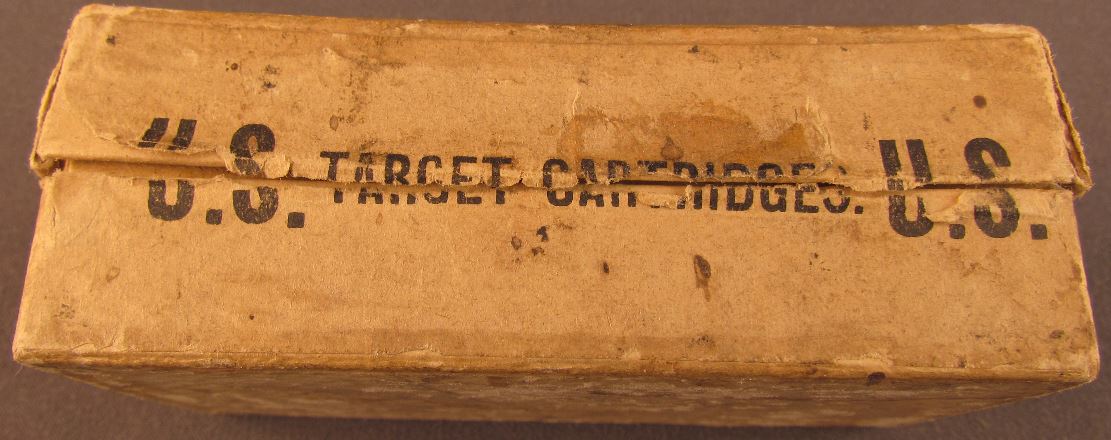 U.S. TARGET CARTRIDGES. U.S.